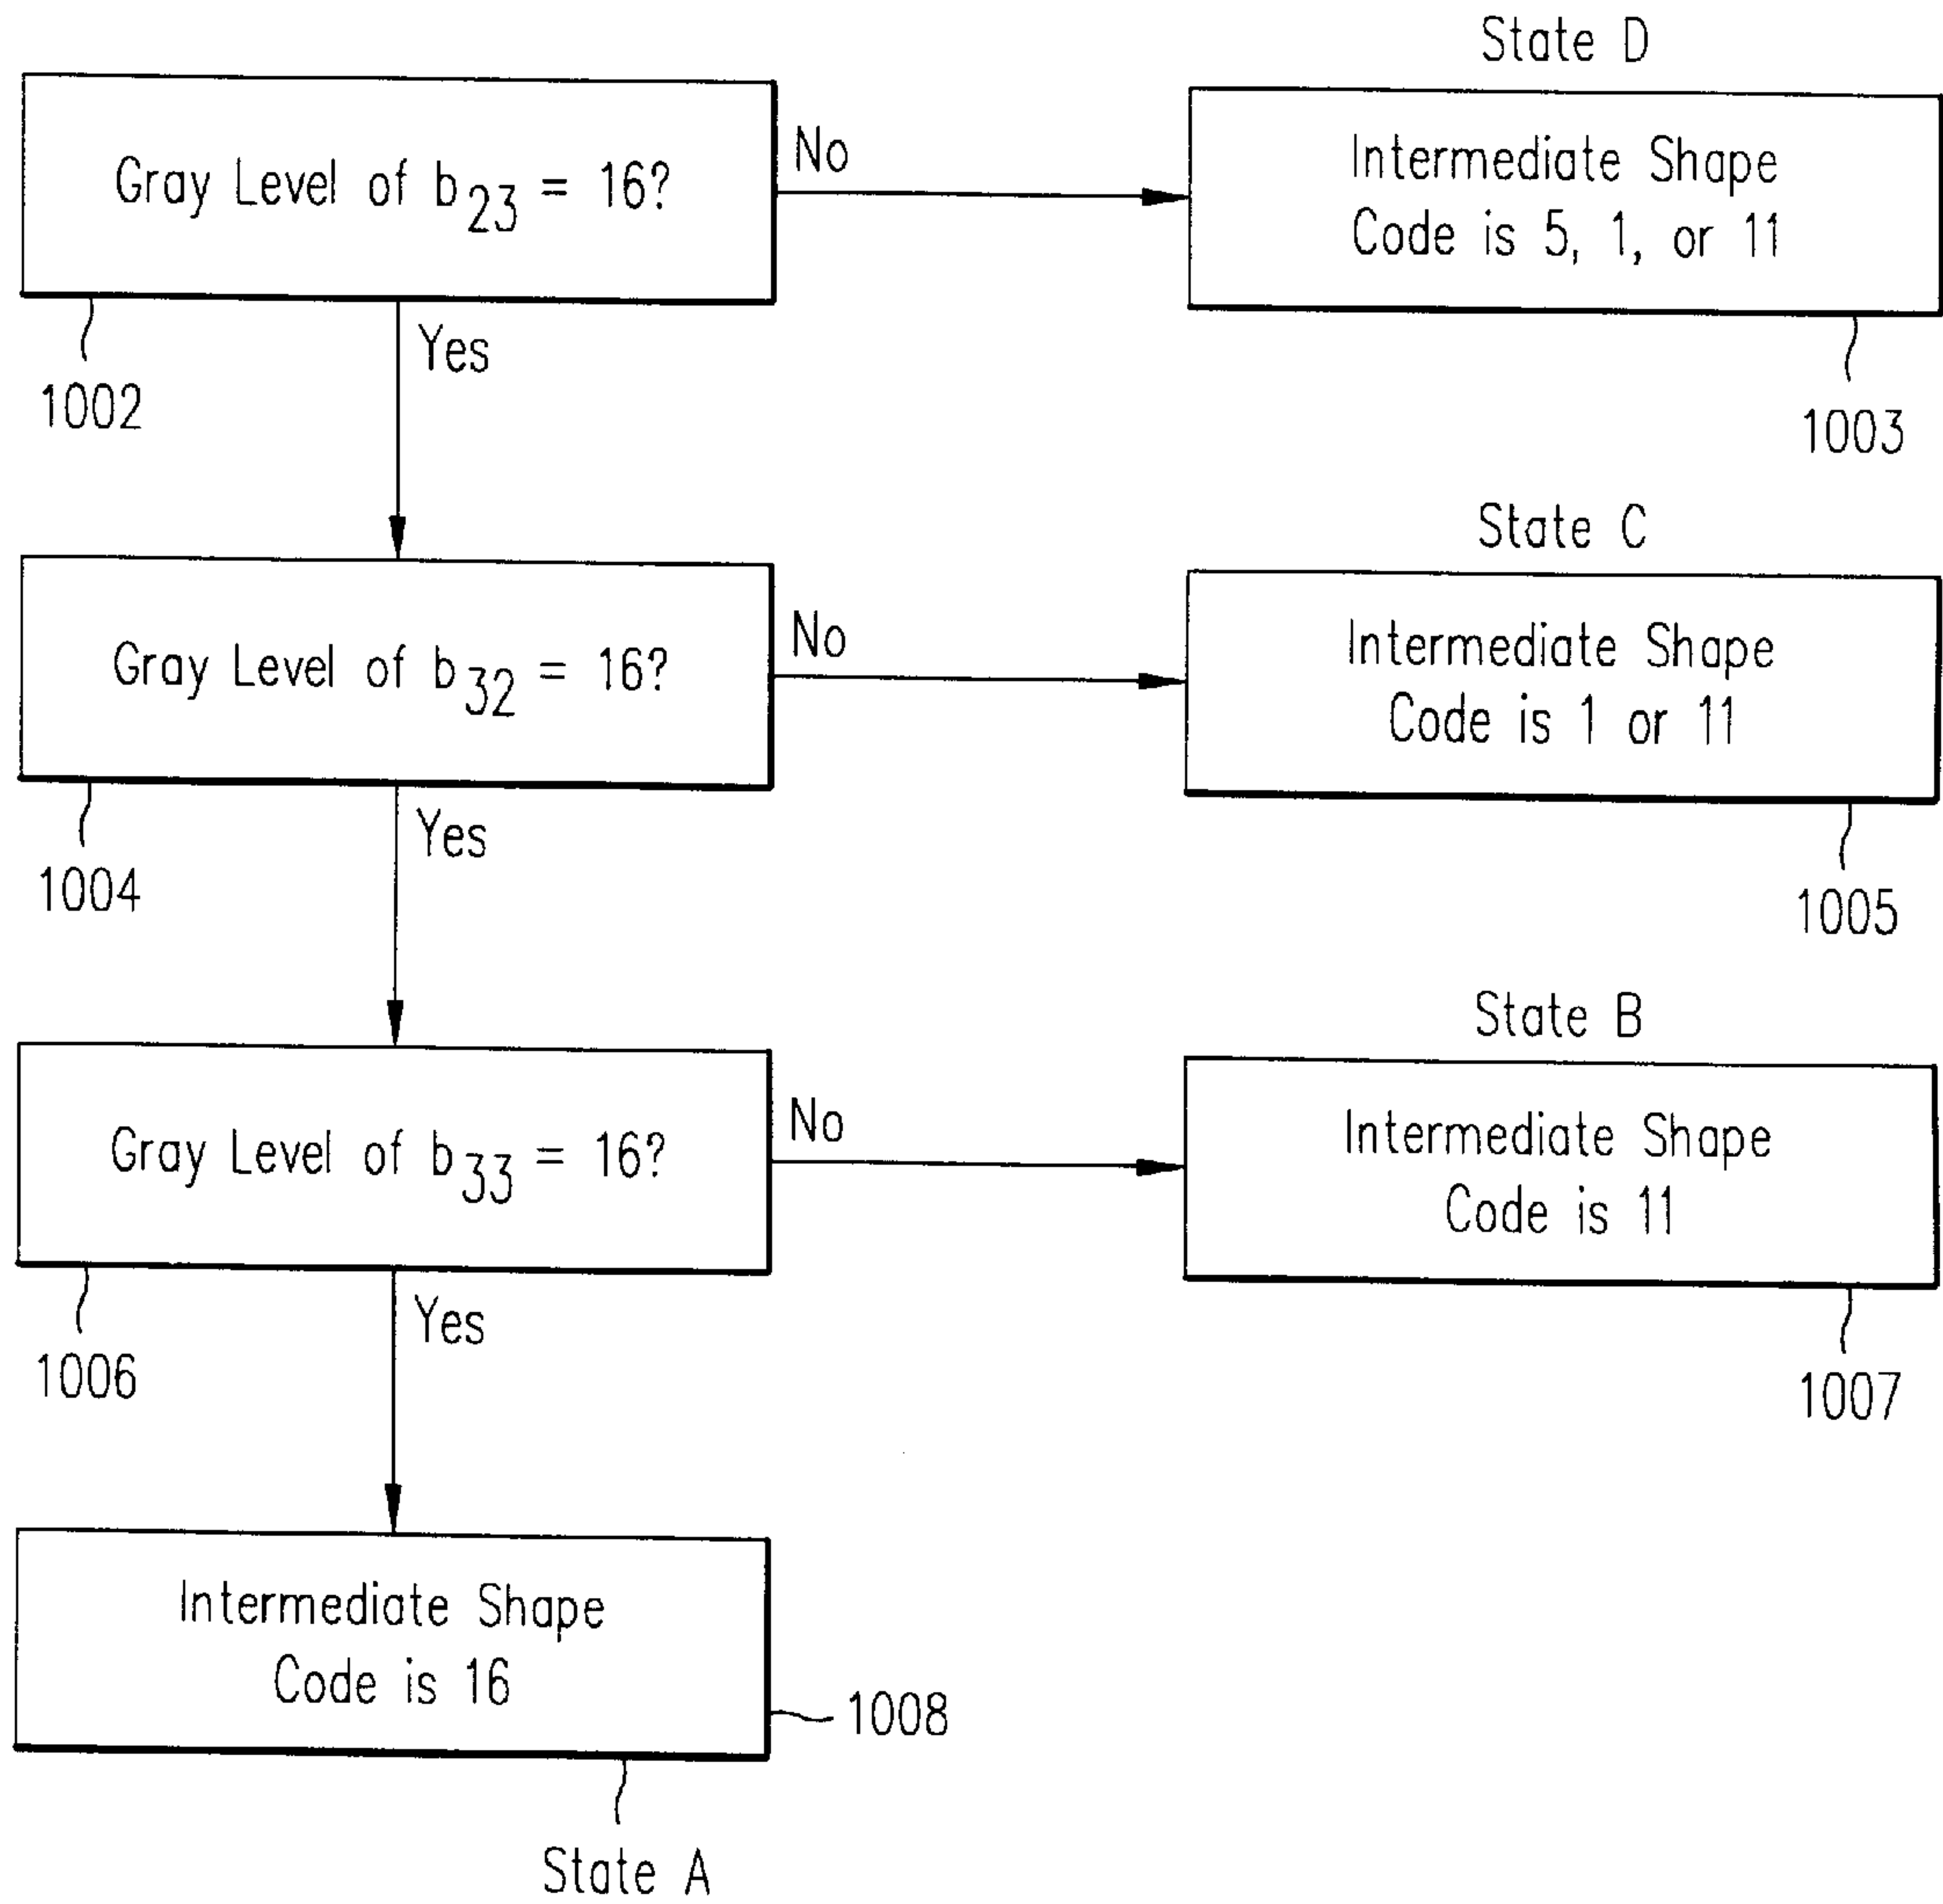 State D
Gray Level of b23 = 16?
No
Intermediate Shape
Code is 5, 1, or 11
Yes
1002
1003
State C
Gray Level of b32 = 16?
No
Intermediate Shape
Code is 1 or 11
Yes
1004
1005
State B
Gray Level of b33 = 16?
No
Intermediate Shape
Code is 11
Yes
1006
1007
Intermediate Shape
Code is 16
1008
State A